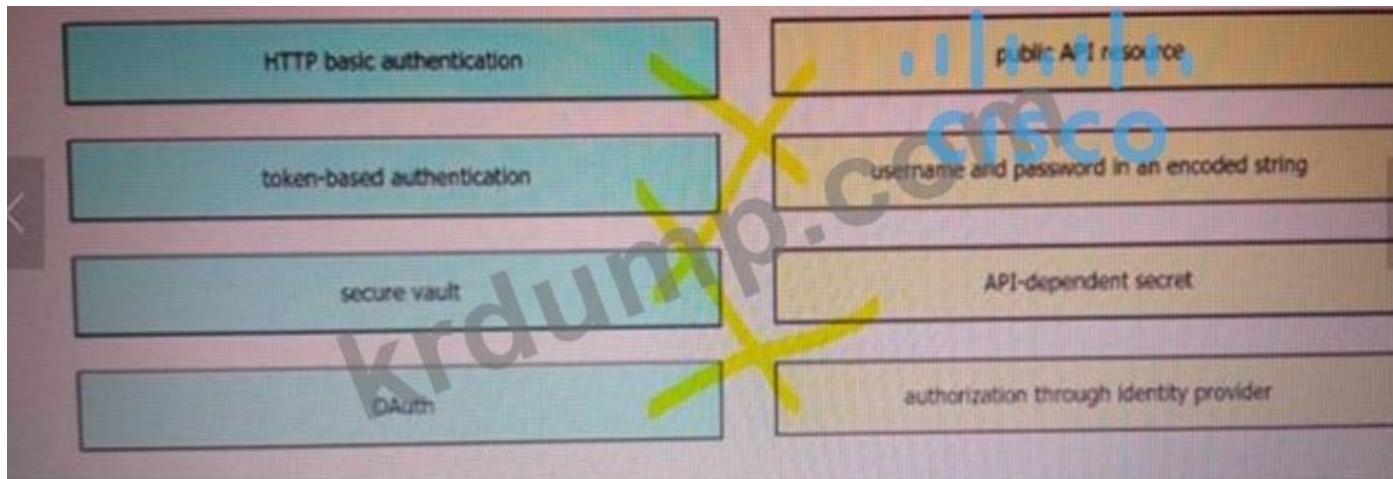 HTTP basic authentication
public API resource
CISCO
token-based authentication
username and password in an encoded string
secure vault
API-dependent secret
krdump.com
OAuth
authorization through identity provider